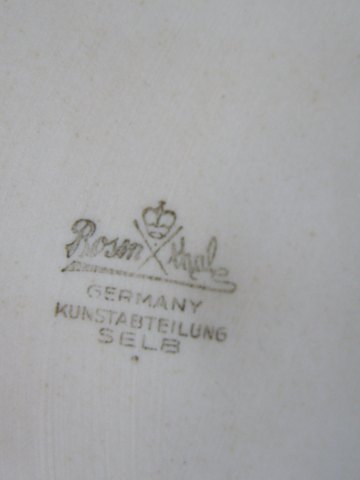 Rosenthal
GERMANY
KUNSTABTEILUNG
SELB